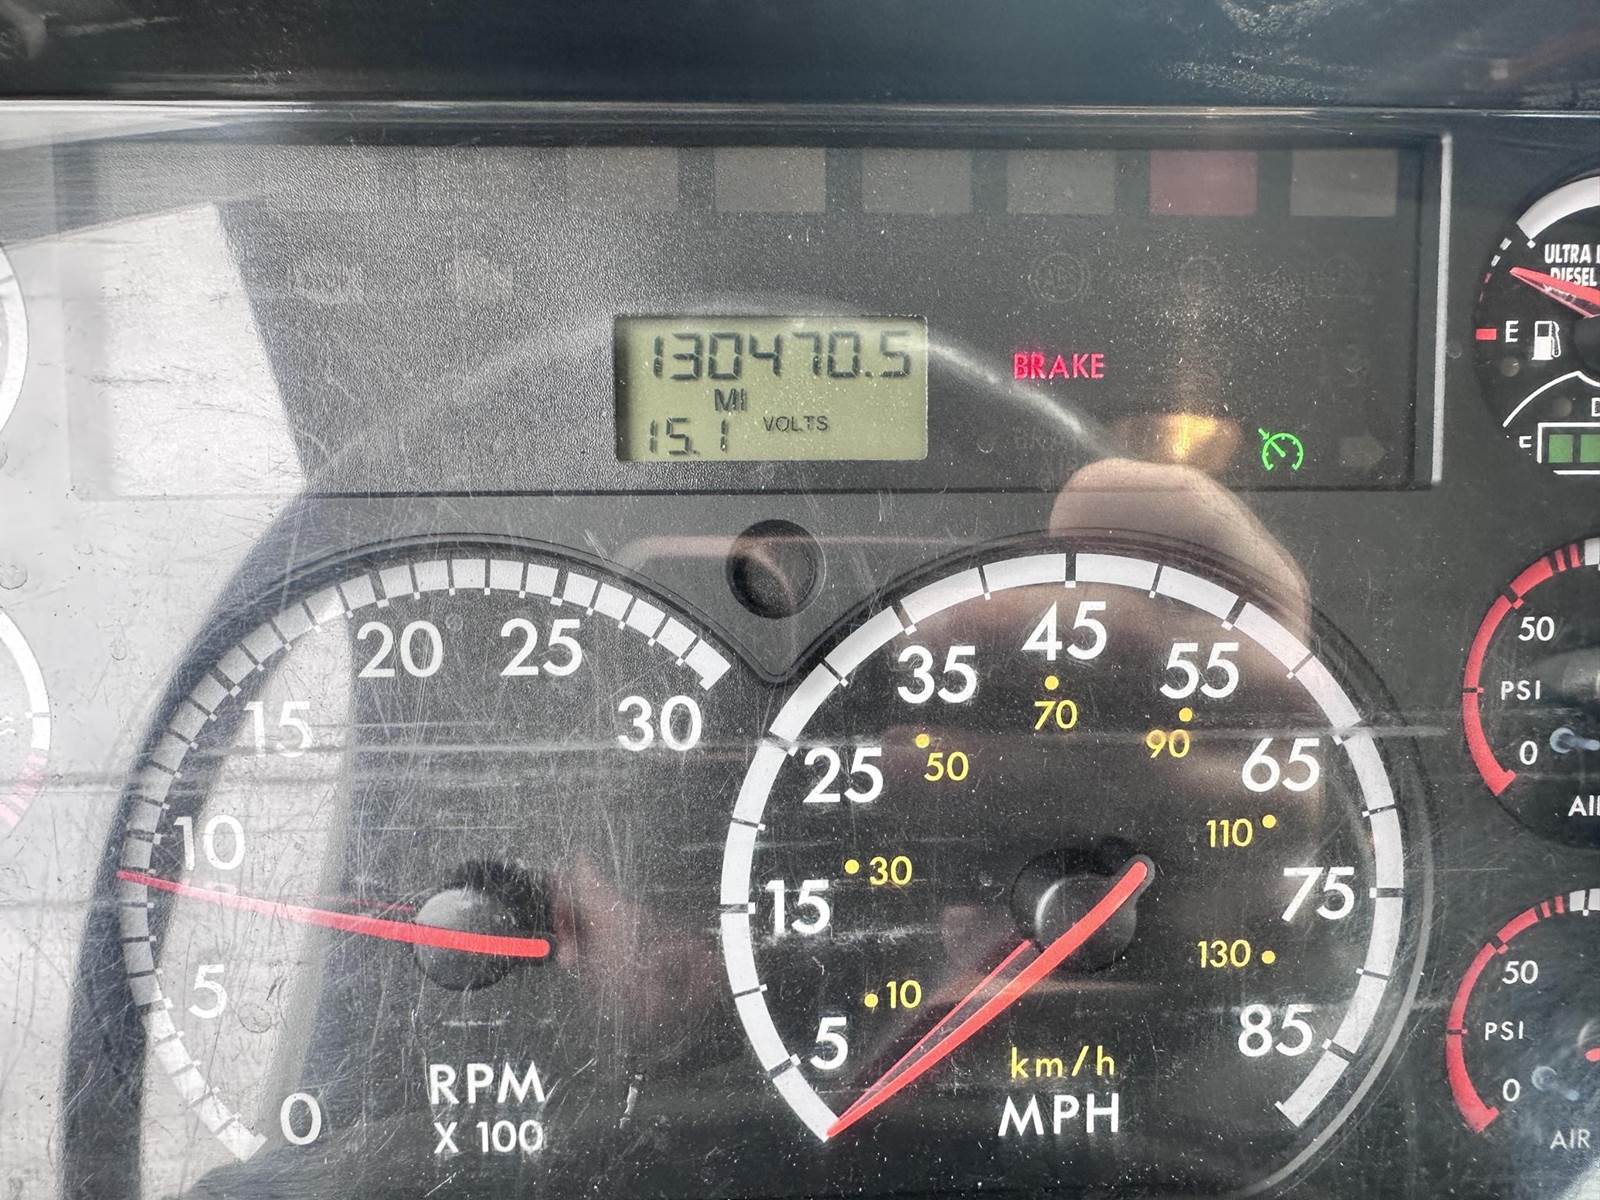 130470.5
MI
15.1 VOLTS
BRAKE
ULTRA
DIESEL
E
0 5 10 15 20 25 30
RPM
X 100
5 15 25 35 45 55 65 75 85
10 30 50 70 90 110 130
km/h
MPH
50
PSI
0
AI
50
PSI
0
AIR